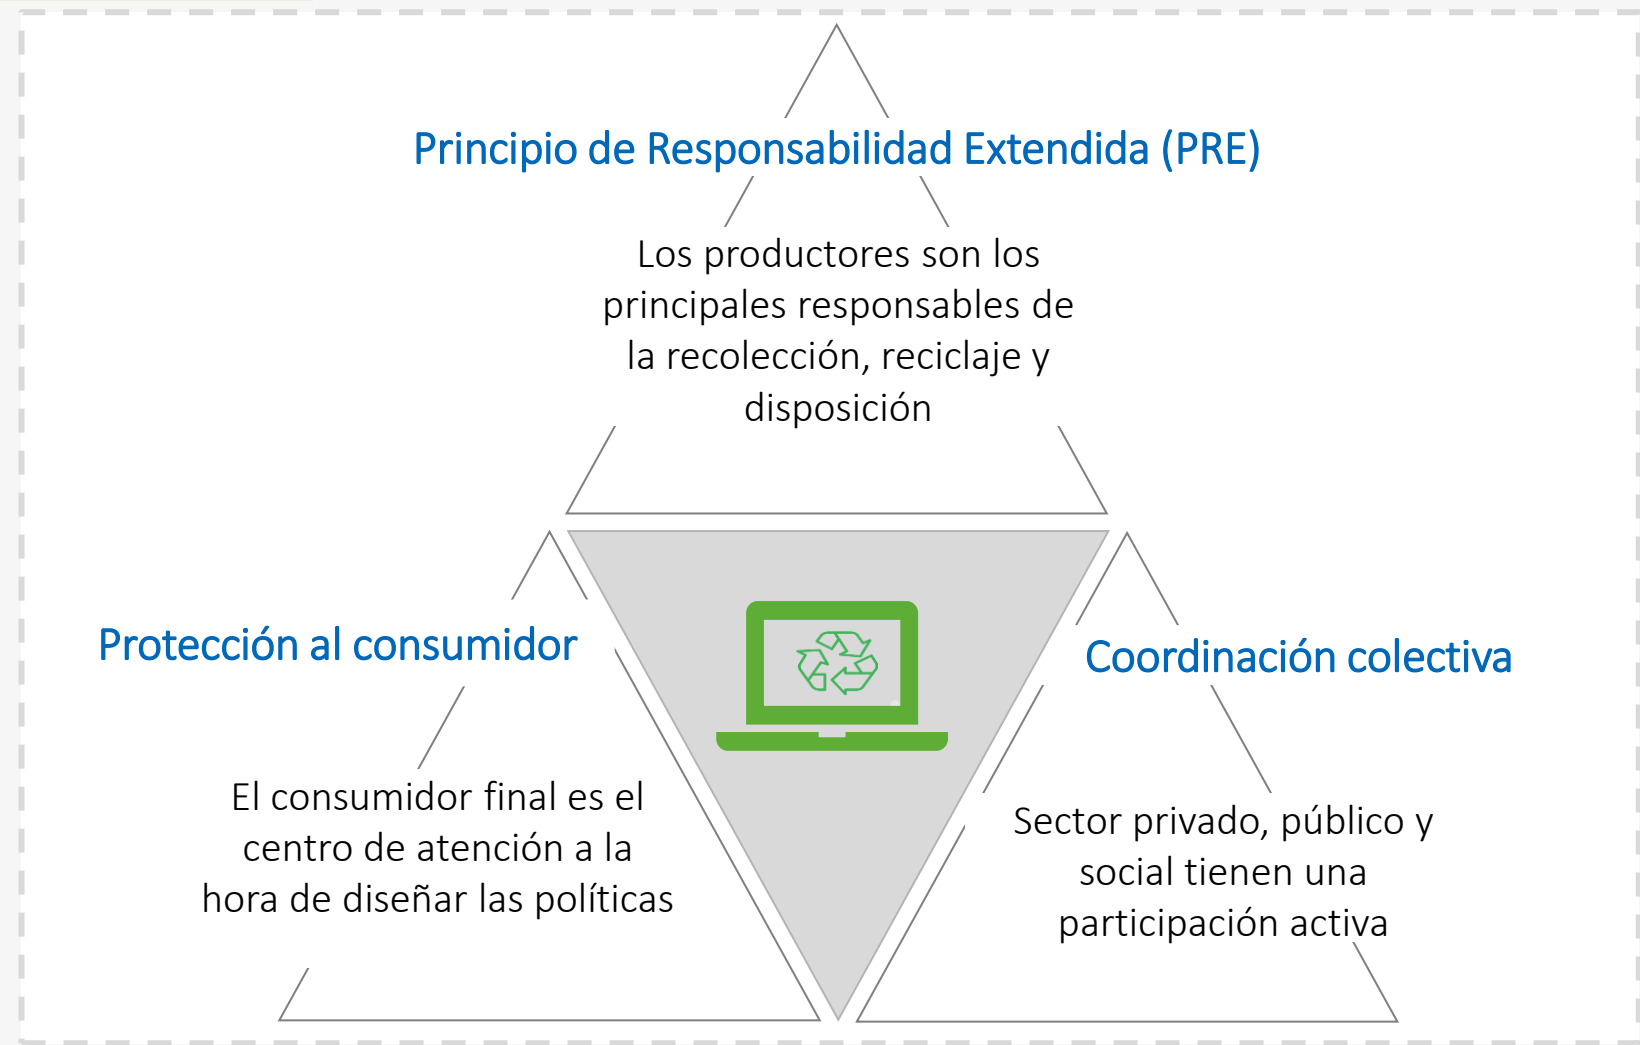 Principio de Responsabilidad Extendida (PRE)
Los productores son los
principales responsables de
la recolección, reciclaje y
disposición
Protección al consumidor
El consumidor final es el
centro de atención a la
hora de diseñar las políticas
Coordinación colectiva
Sector privado, público y
social tienen una
participación activa